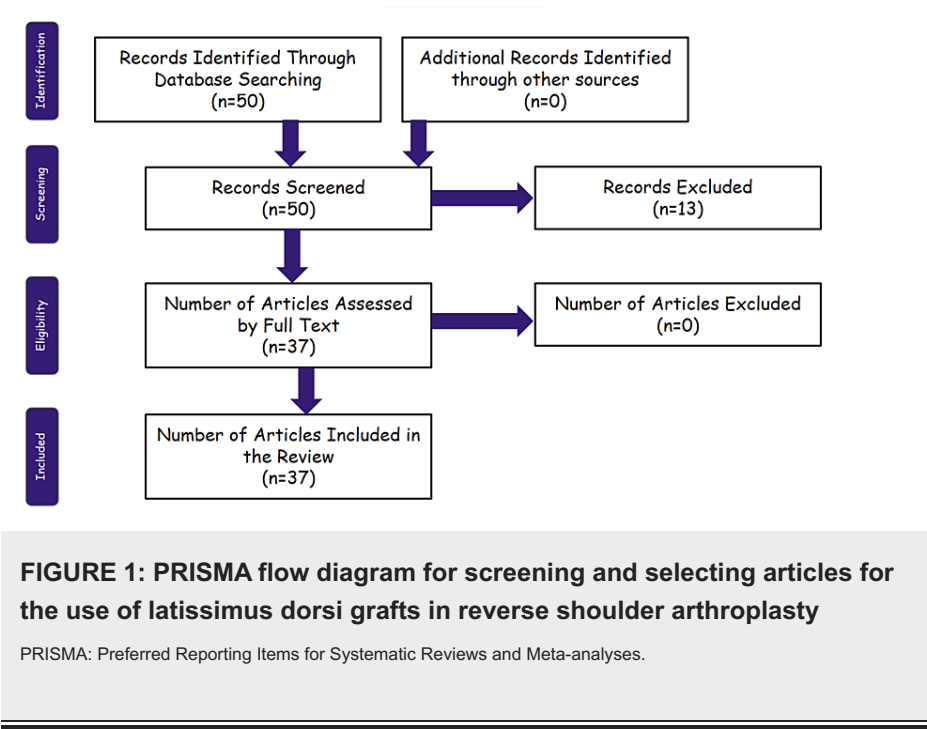 Identification
Records Identified Through
Database Searching
(n=50)
Additional Records Identified
through other sources
(n=0)
Screening
Records Screened
(n=50)
Records Excluded
(n=13)
Eligibility
Number of Articles Assessed
by Full Text
(n=37)
Number of Articles Excluded
(n=0)
Included
Number of Articles Included in
the Review
(n=37)
FIGURE 1: PRISMA flow diagram for screening and selecting articles for
the use of latissimus dorsi grafts in reverse shoulder arthroplasty
PRISMA: Preferred Reporting Items for Systematic Reviews and Meta-analyses.